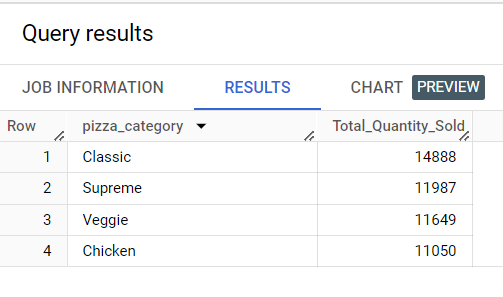 Query results
JOB INFORMATION RESULTS CHART PREVIEW
Row pizza_category Total_Quantity_Sold
1 Classic 14888
2 Supreme 11987
3 Veggie 11649
4 Chicken 11050